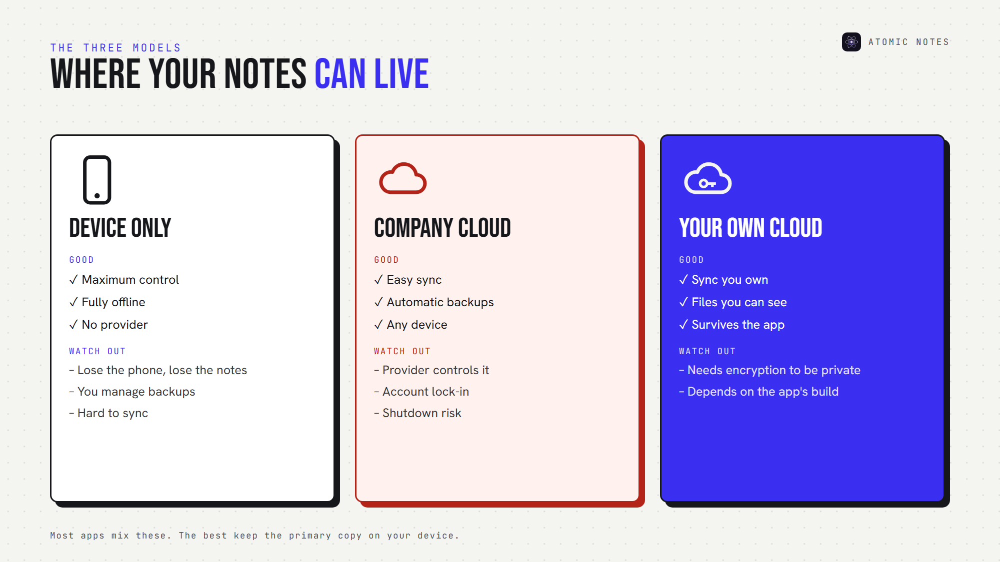 THE THREE MODELS
WHERE YOUR NOTES CAN LIVE
ATOMIC NOTES
DEVICE ONLY
GOOD
✓ Maximum control
✓ Fully offline
✓ No provider
WATCH OUT
– Lose the phone, lose the notes
– You manage backups
– Hard to sync
COMPANY CLOUD
GOOD
✓ Easy sync
✓ Automatic backups
✓ Any device
WATCH OUT
– Provider controls it
– Account lock-in
– Shutdown risk
YOUR OWN CLOUD
GOOD
✓ Sync you own
✓ Files you can see
✓ Survives the app
WATCH OUT
– Needs encryption to be private
– Depends on the app's build
Most apps mix these. The best keep the primary copy on your device.